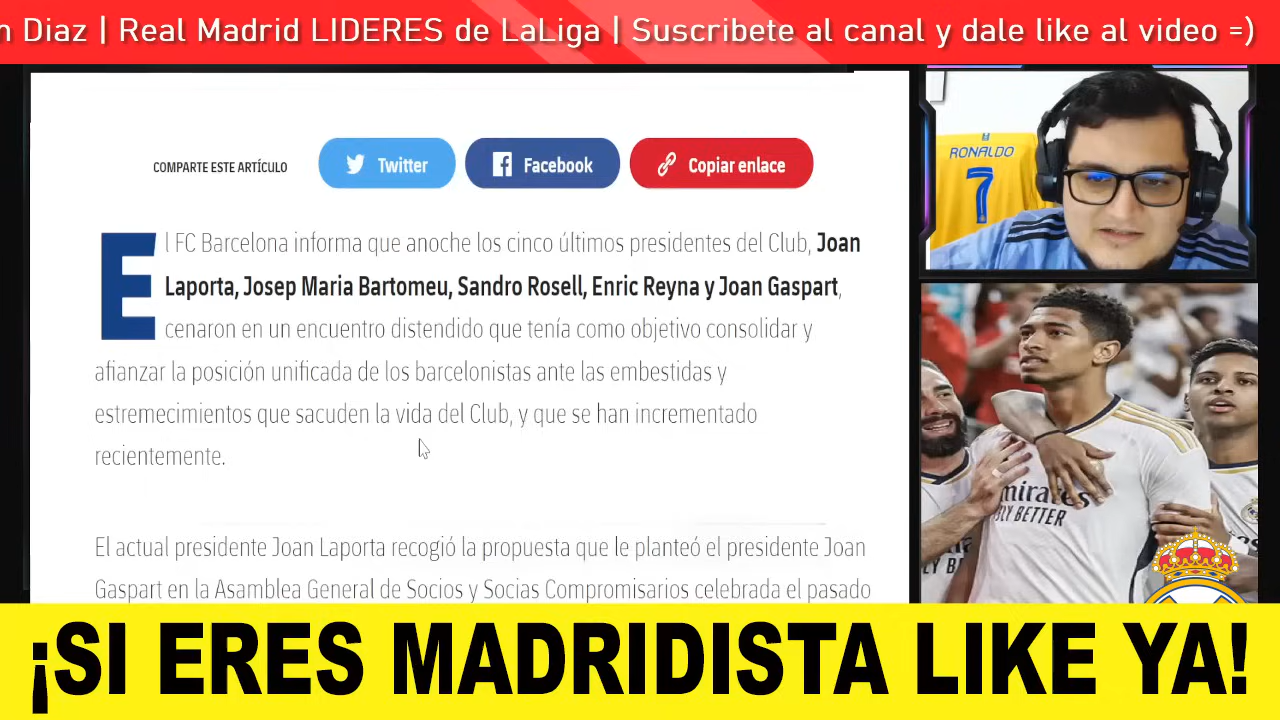 n Diaz | Real Madrid LIDERES de LaLiga | Suscribete al canal y dale like al video =)
COMPARTE ESTE ARTÍCULO
Twitter
Facebook
Copiar enlace
El FC Barcelona informa que anoche los cinco últimos presidentes del Club, Joan
Laporta, Josep Maria Bartomeu, Sandro Rosell, Enric Reyna y Joan Gaspart,
cenaron en un encuentro distendido que tenía como objetivo consolidar y
afianzar la posición unificada de los barcelonistas ante las embestidas y
estremecimientos que sacuden la vida del Club, y que se han incrementado
recientemente.
El actual presidente Joan Laporta recogió la propuesta que le planteó el presidente Joan
Gaspart en la Asamblea General de Socios y Socias Compromisarios celebrada el pasado
RONALDO
7
mirates
LY BETTER
¡SI ERES MADRIDISTA LIKE YA!